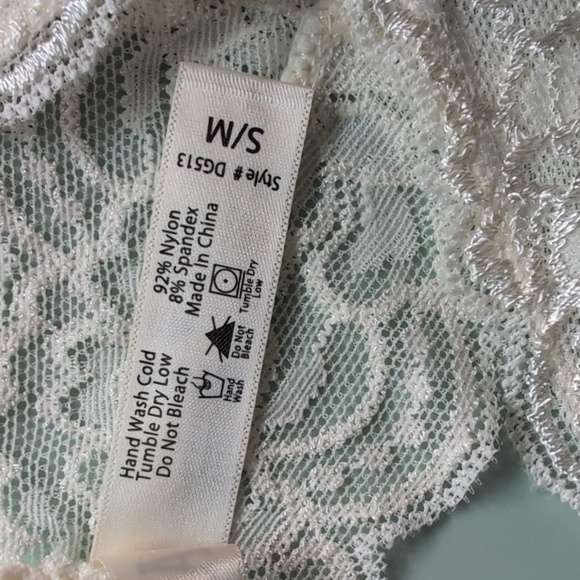 S/M
Style # DG513
92% Nylon
8% Spandex
Made In China
Tumble Dry
Low
Do Not
Bleach
Hand
Wash
Hand Wash Cold
Tumble Dry Low
Do Not Bleach